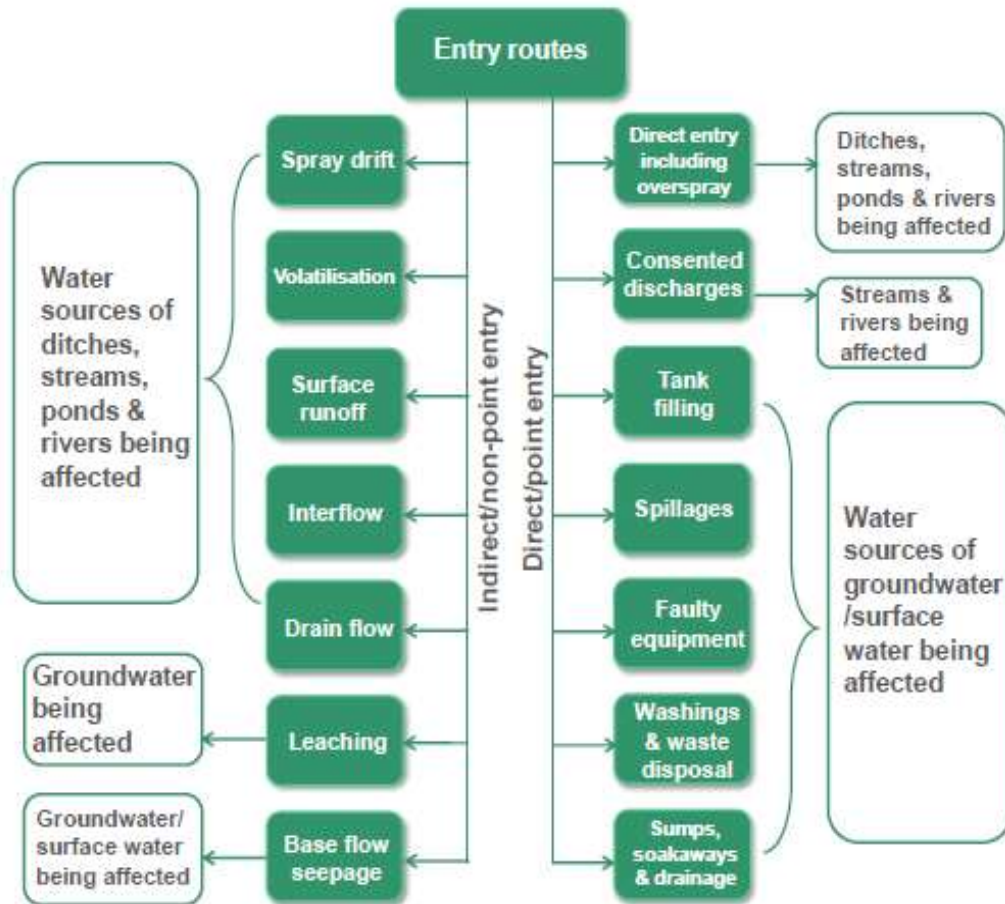 Entry routes
Water
sources of
ditches,
streams,
ponds &
rivers being
affected
Groundwater
being
affected
Groundwater/
surface water
being affected
Spray drift
Volatilisation
Surface
runoff
Interflow
Drain flow
Leaching
Base flow
seepage
Indirect/non-point entry
Direct/point entry
Direct entry
including
overspray
Consented
discharges
Tank
filling
Spillages
Faulty
equipment
Washings
& waste
disposal
Sumps,
soakaways
& drainage
Ditches,
streams,
ponds & rivers
being affected
Streams &
rivers being
affected
Water
sources of
groundwater
/surface
water being
affected